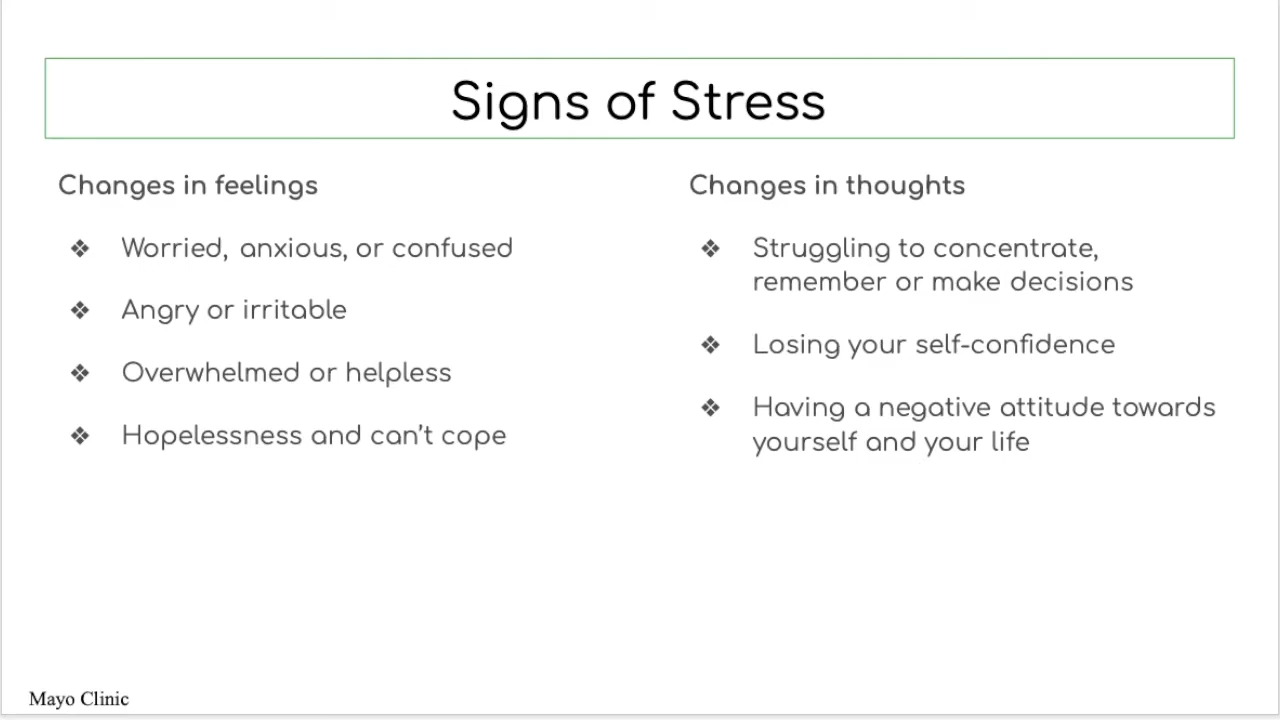 Signs of Stress
Changes in feelings
❖ Worried, anxious, or confused
❖ Angry or irritable
❖ Overwhelmed or helpless
❖ Hopelessness and can't cope
Changes in thoughts
❖ Struggling to concentrate,
remember or make decisions
❖ Losing your self-confidence
❖ Having a negative attitude towards
yourself and your life
Mayo Clinic